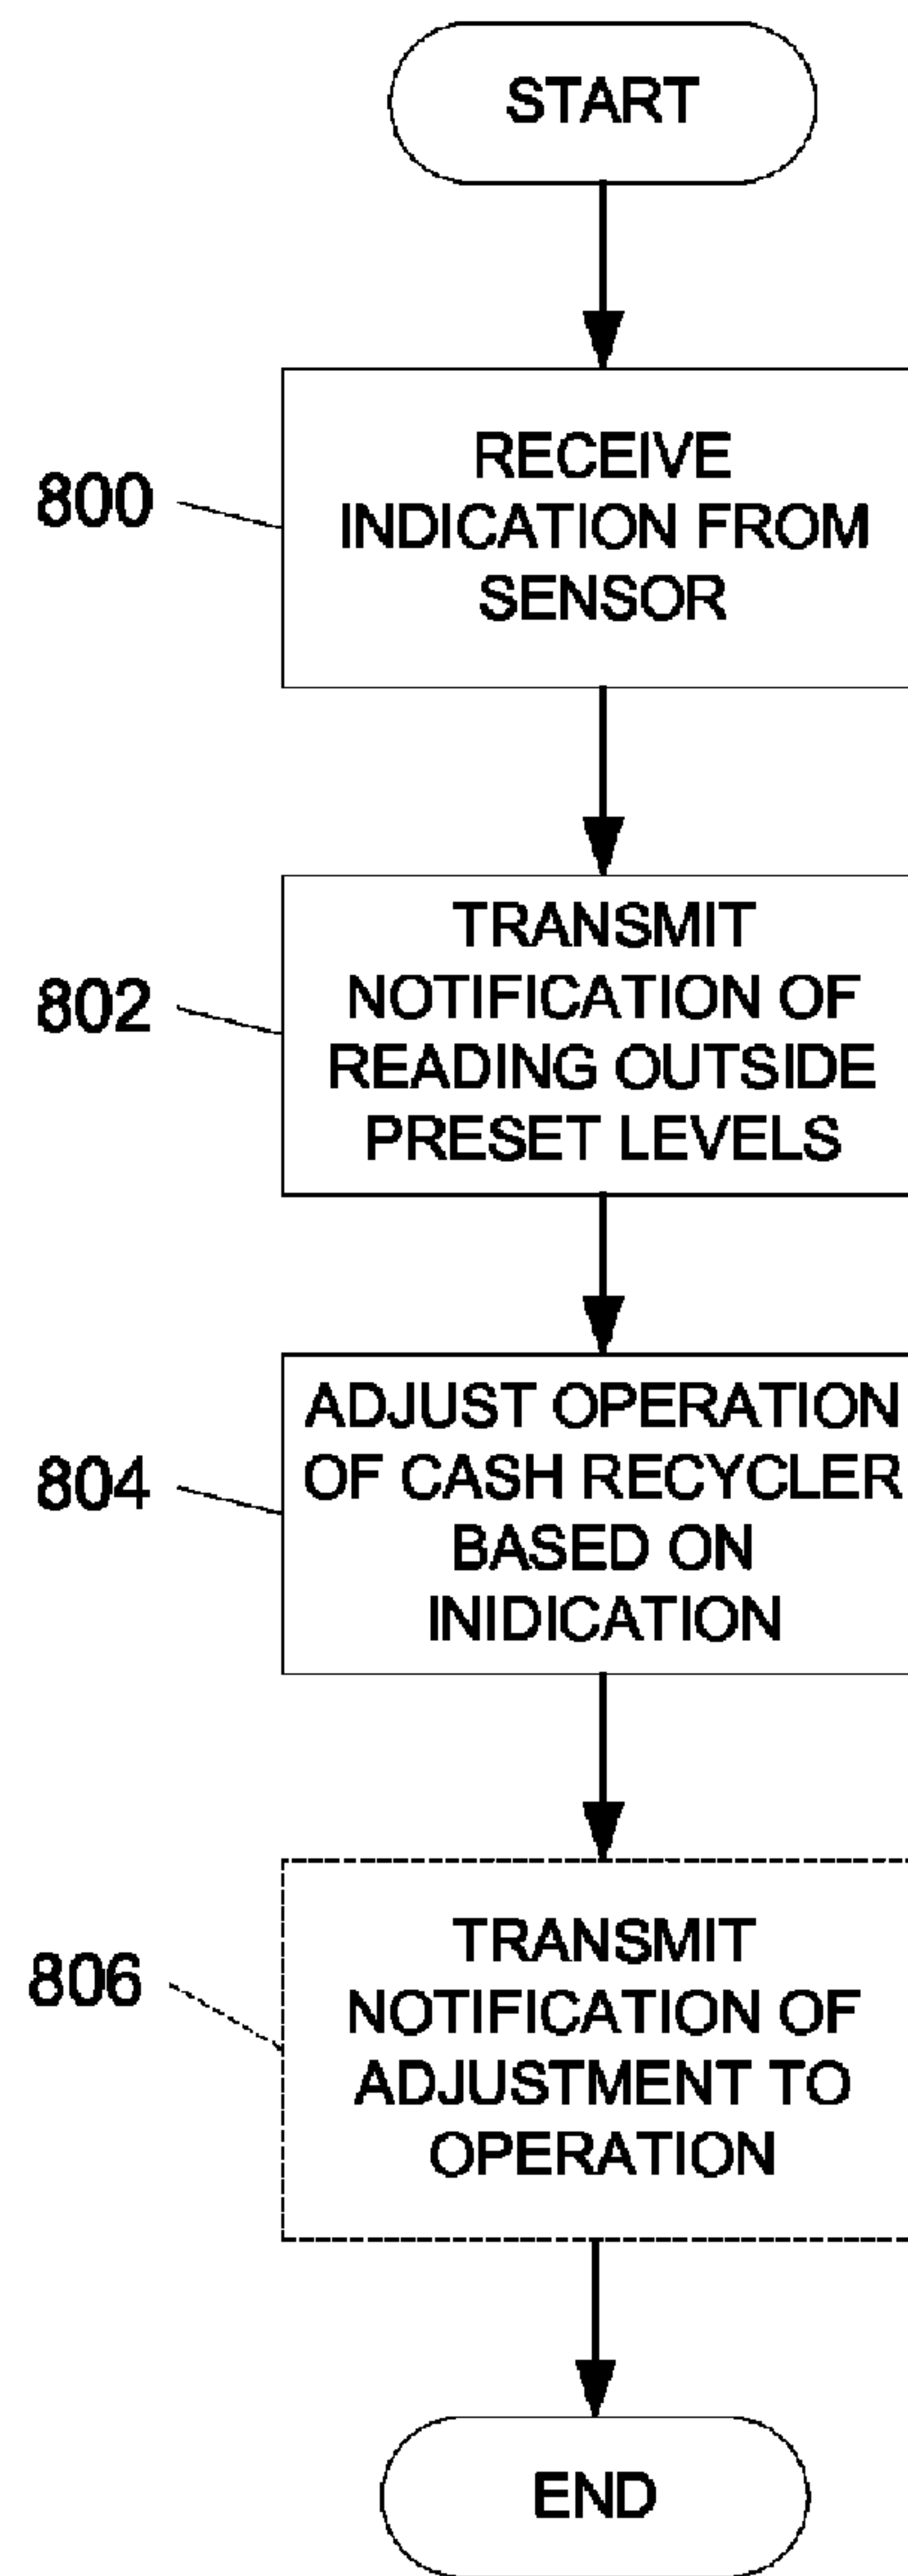 START
800
RECEIVE
INDICATION FROM
SENSOR
802
TRANSMIT
NOTIFICATION OF
READING OUTSIDE
PRESET LEVELS
804
ADJUST OPERATION
OF CASH RECYCLER
BASED ON
INIDICATION
806
TRANSMIT
NOTIFICATION OF
ADJUSTMENT TO
OPERATION
END